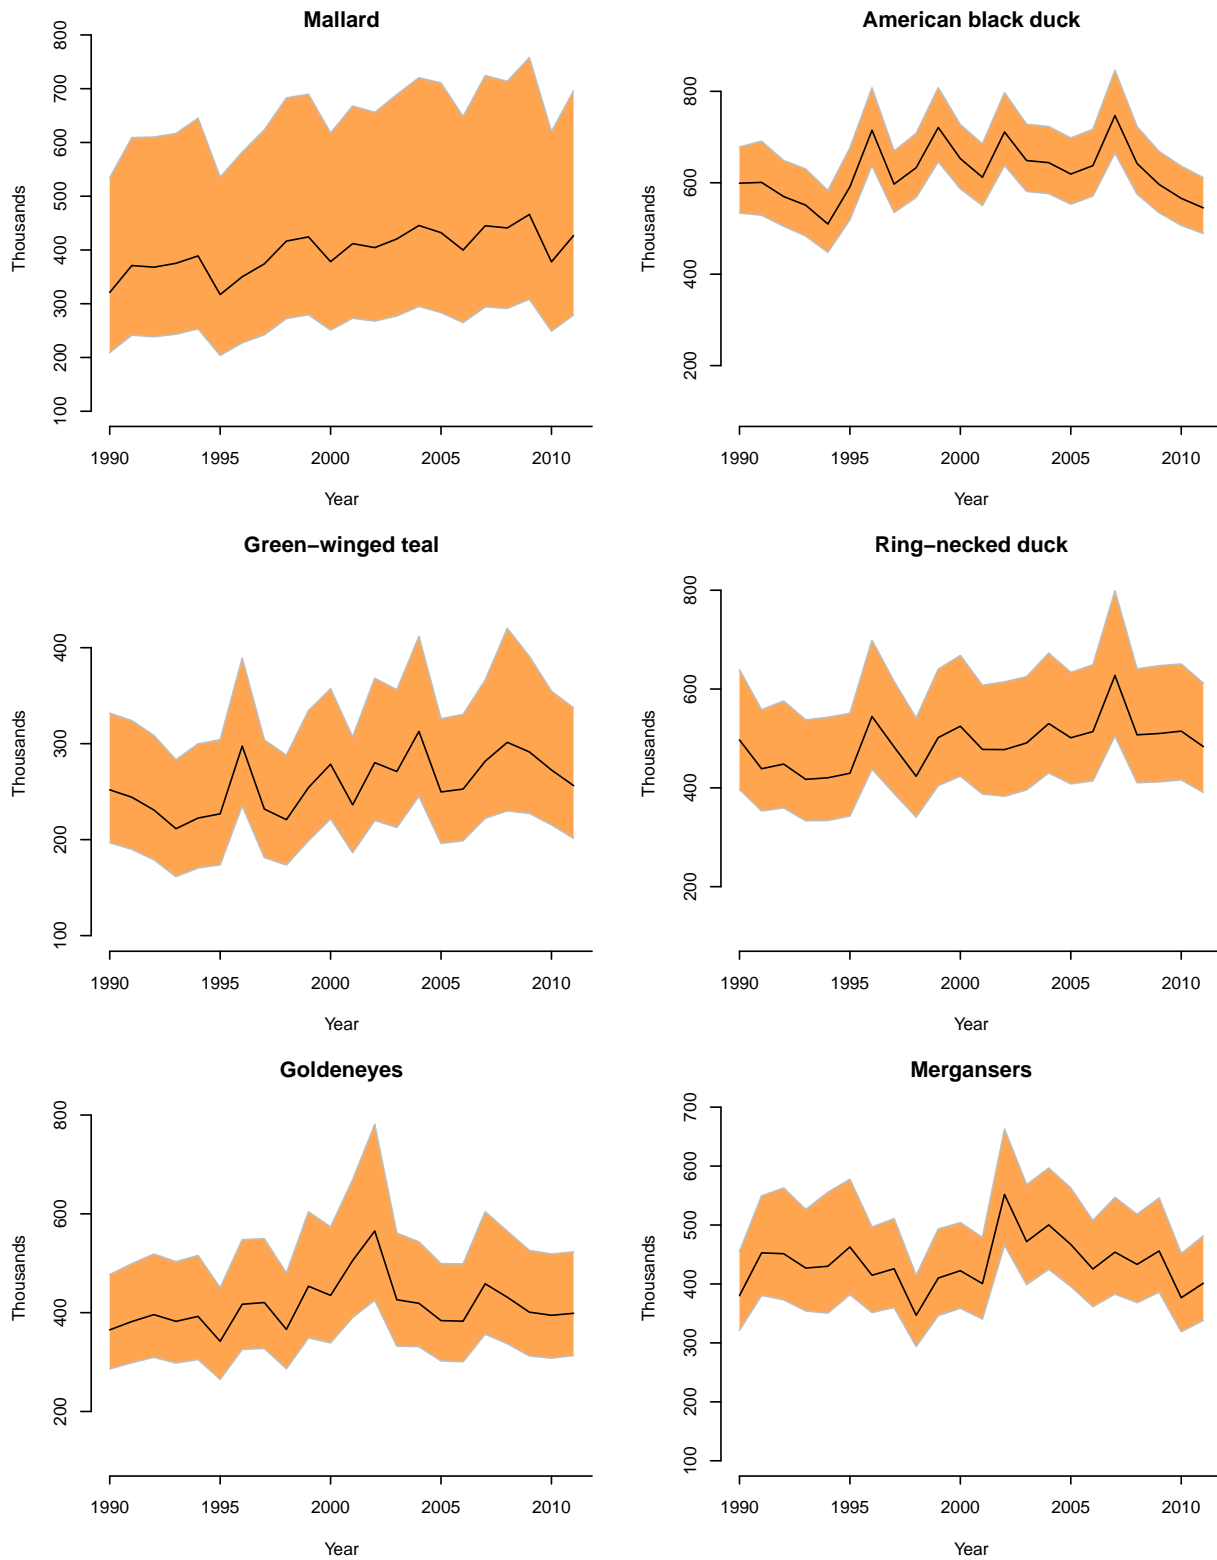 Mallard
Thousands
800
700
600
500
400
300
200
100
1990 1995 2000 2005 2010
Year
American black duck
Thousands
800
600
400
200
1990 1995 2000 2005 2010
Year
Green−winged teal
Thousands
400
300
200
100
1990 1995 2000 2005 2010
Year
Ring−necked duck
Thousands
800
600
400
200
1990 1995 2000 2005 2010
Year
Goldeneyes
Thousands
800
600
400
200
1990 1995 2000 2005 2010
Year
Mergansers
Thousands
700
600
500
400
300
200
100
1990 1995 2000 2005 2010
Year